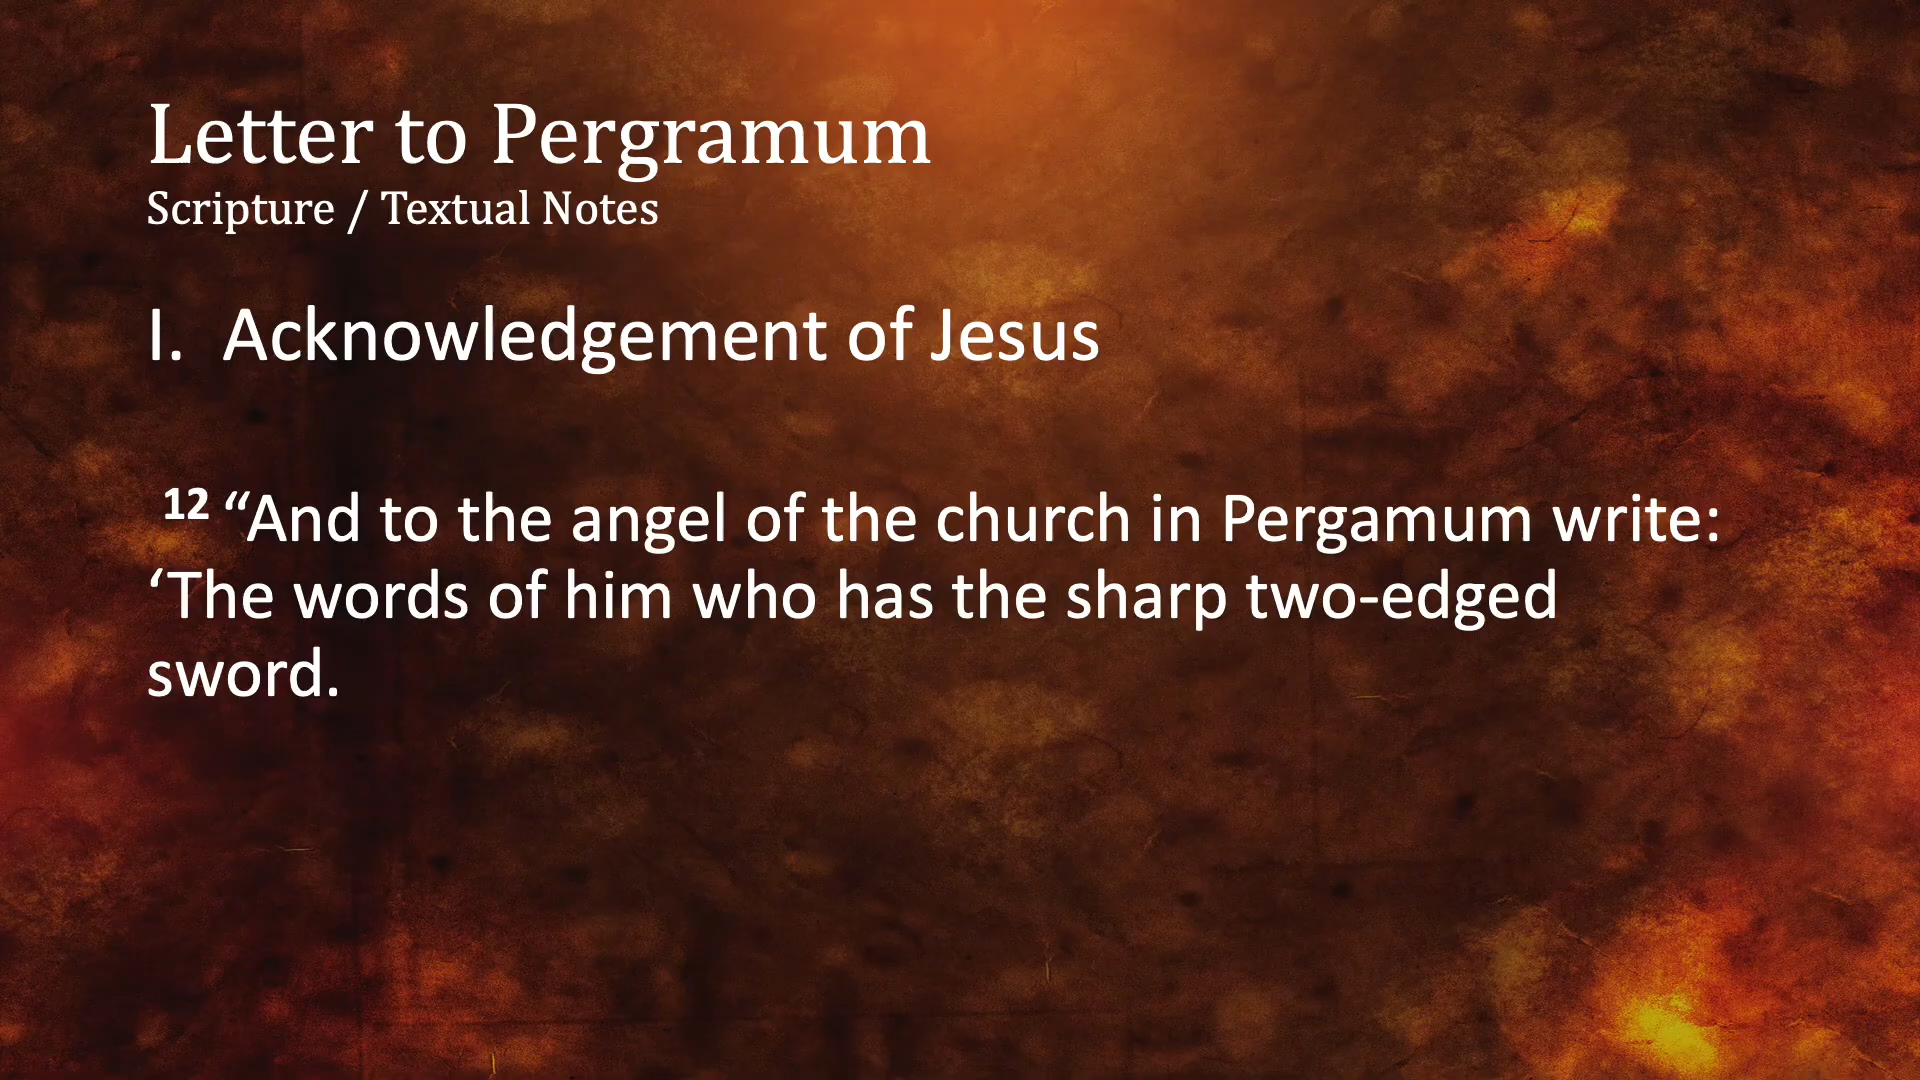 Letter to Pergramum
Scripture / Textual Notes
I. Acknowledgement of Jesus
12 “And to the angel of the church in Pergamum write:
‘The words of him who has the sharp two-edged
sword.